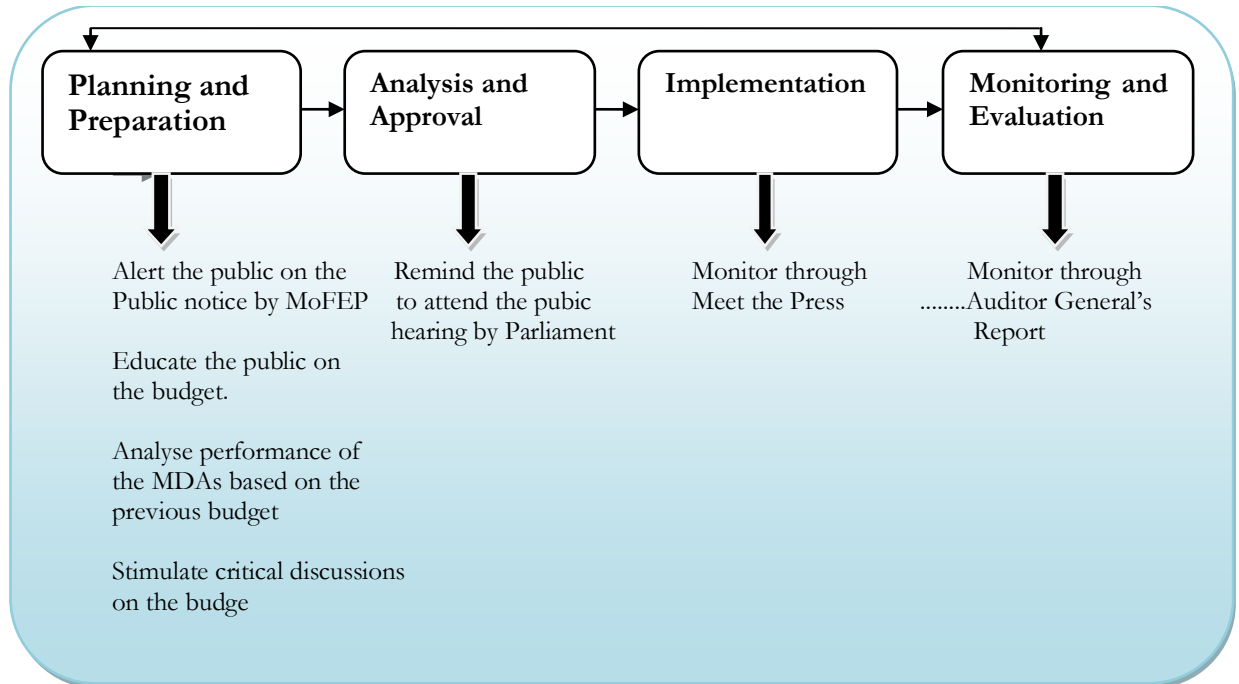 Planning and
Preparation
Analysis and
Approval
Implementation
Monitoring and
Evaluation
Alert the public on the
Public notice by MoFEP
Educate the public on
the budget.
Analyse performance of
the MDAs based on the
previous budget
Stimulate critical discussions
on the budge
Remind the public
to attend the pubic
hearing by Parliament
Monitor through
Meet the Press
Monitor through
........Auditor General's
Report